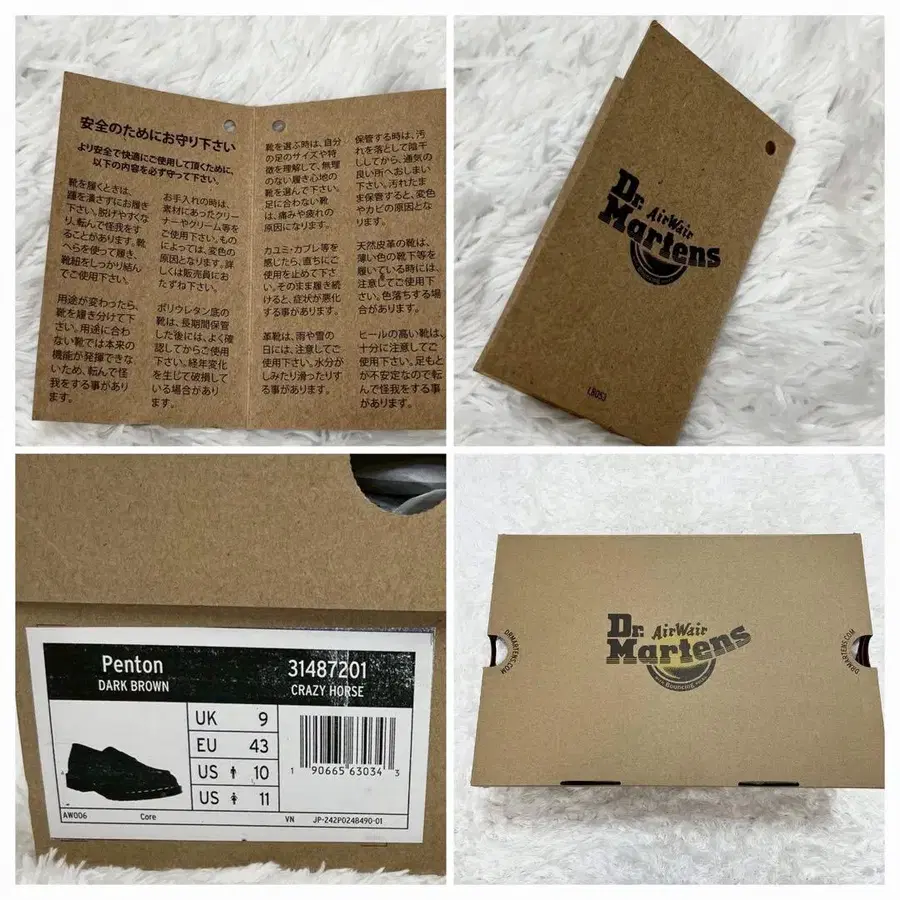 安全のためにお守り下さい
より安全で快適にご使用して頂くために、
以下の内容を必ず守って下さい。
靴を履くときは、
踵を潰さずにお履き
下さい。脱げやすくな
り、転んで怪我をす
ることがあります。靴
べらを使って履き、
靴紐をしっかり結ん
でご使用下さい。
用途が変わったら、
靴を履き分けて下
さい。用途に合わ
ない靴では本来の
機能が発揮できな
いため、転んで怪
我をする事があり
ます。
お手入れの時は、
素材にあったクリー
ナーやクリーム等を
ご使用下さい。もの
によっては、変色の
原因となります。詳
しくは販売員にお
たずね下さい。
ポリウレタン底の
靴は、長期間保管
した後には、よく確
認してからご使用
下さい。経年変化
を生じて破損して
いる場合があり
ます。
靴を選ぶ時は、自分
の足のサイズや特
徴を理解して、無理
のない履き心地の
靴を選んで下さい。
足に合わない靴
は、痛みや疲れの
原因になります。
カユミ・カブレ等を
感じたら、直ちにご
使用を止めて下さ
い。そのまま履き続
けると、症状が悪化
する事があります。
革靴は、雨や雪の
日には、注意してご
使用下さい。水分が
しみたり滑ったりす
る事があります。
保管する時は、汚
れを落として陰干
ししてから、通気の
良い所へおしまい
下さい。汚れたま
ま保管すると、変色
やカビの原因とな
ります。
天然皮革の靴は、
薄い色の靴下等を
履いている時には、
注意してご使用下
さい。色落ちする場
合があります。
ヒールの高い靴は、
十分に注意してご
使用下さい。足もと
が不安定なので転
んで怪我をする事
があります。
Dr.
AirWair
Martens
LB053
Penton
DARK BROWN
31487201
CRAZY HORSE
UK 9
EU 43
US 10
US 11
1 90665 63034 3
AW006 Core VN JP-242P024B490-01
Dr.
AirWair
Martens
with Bouncing Soles
DRMARTENS.COM
DRMARTENS.COM